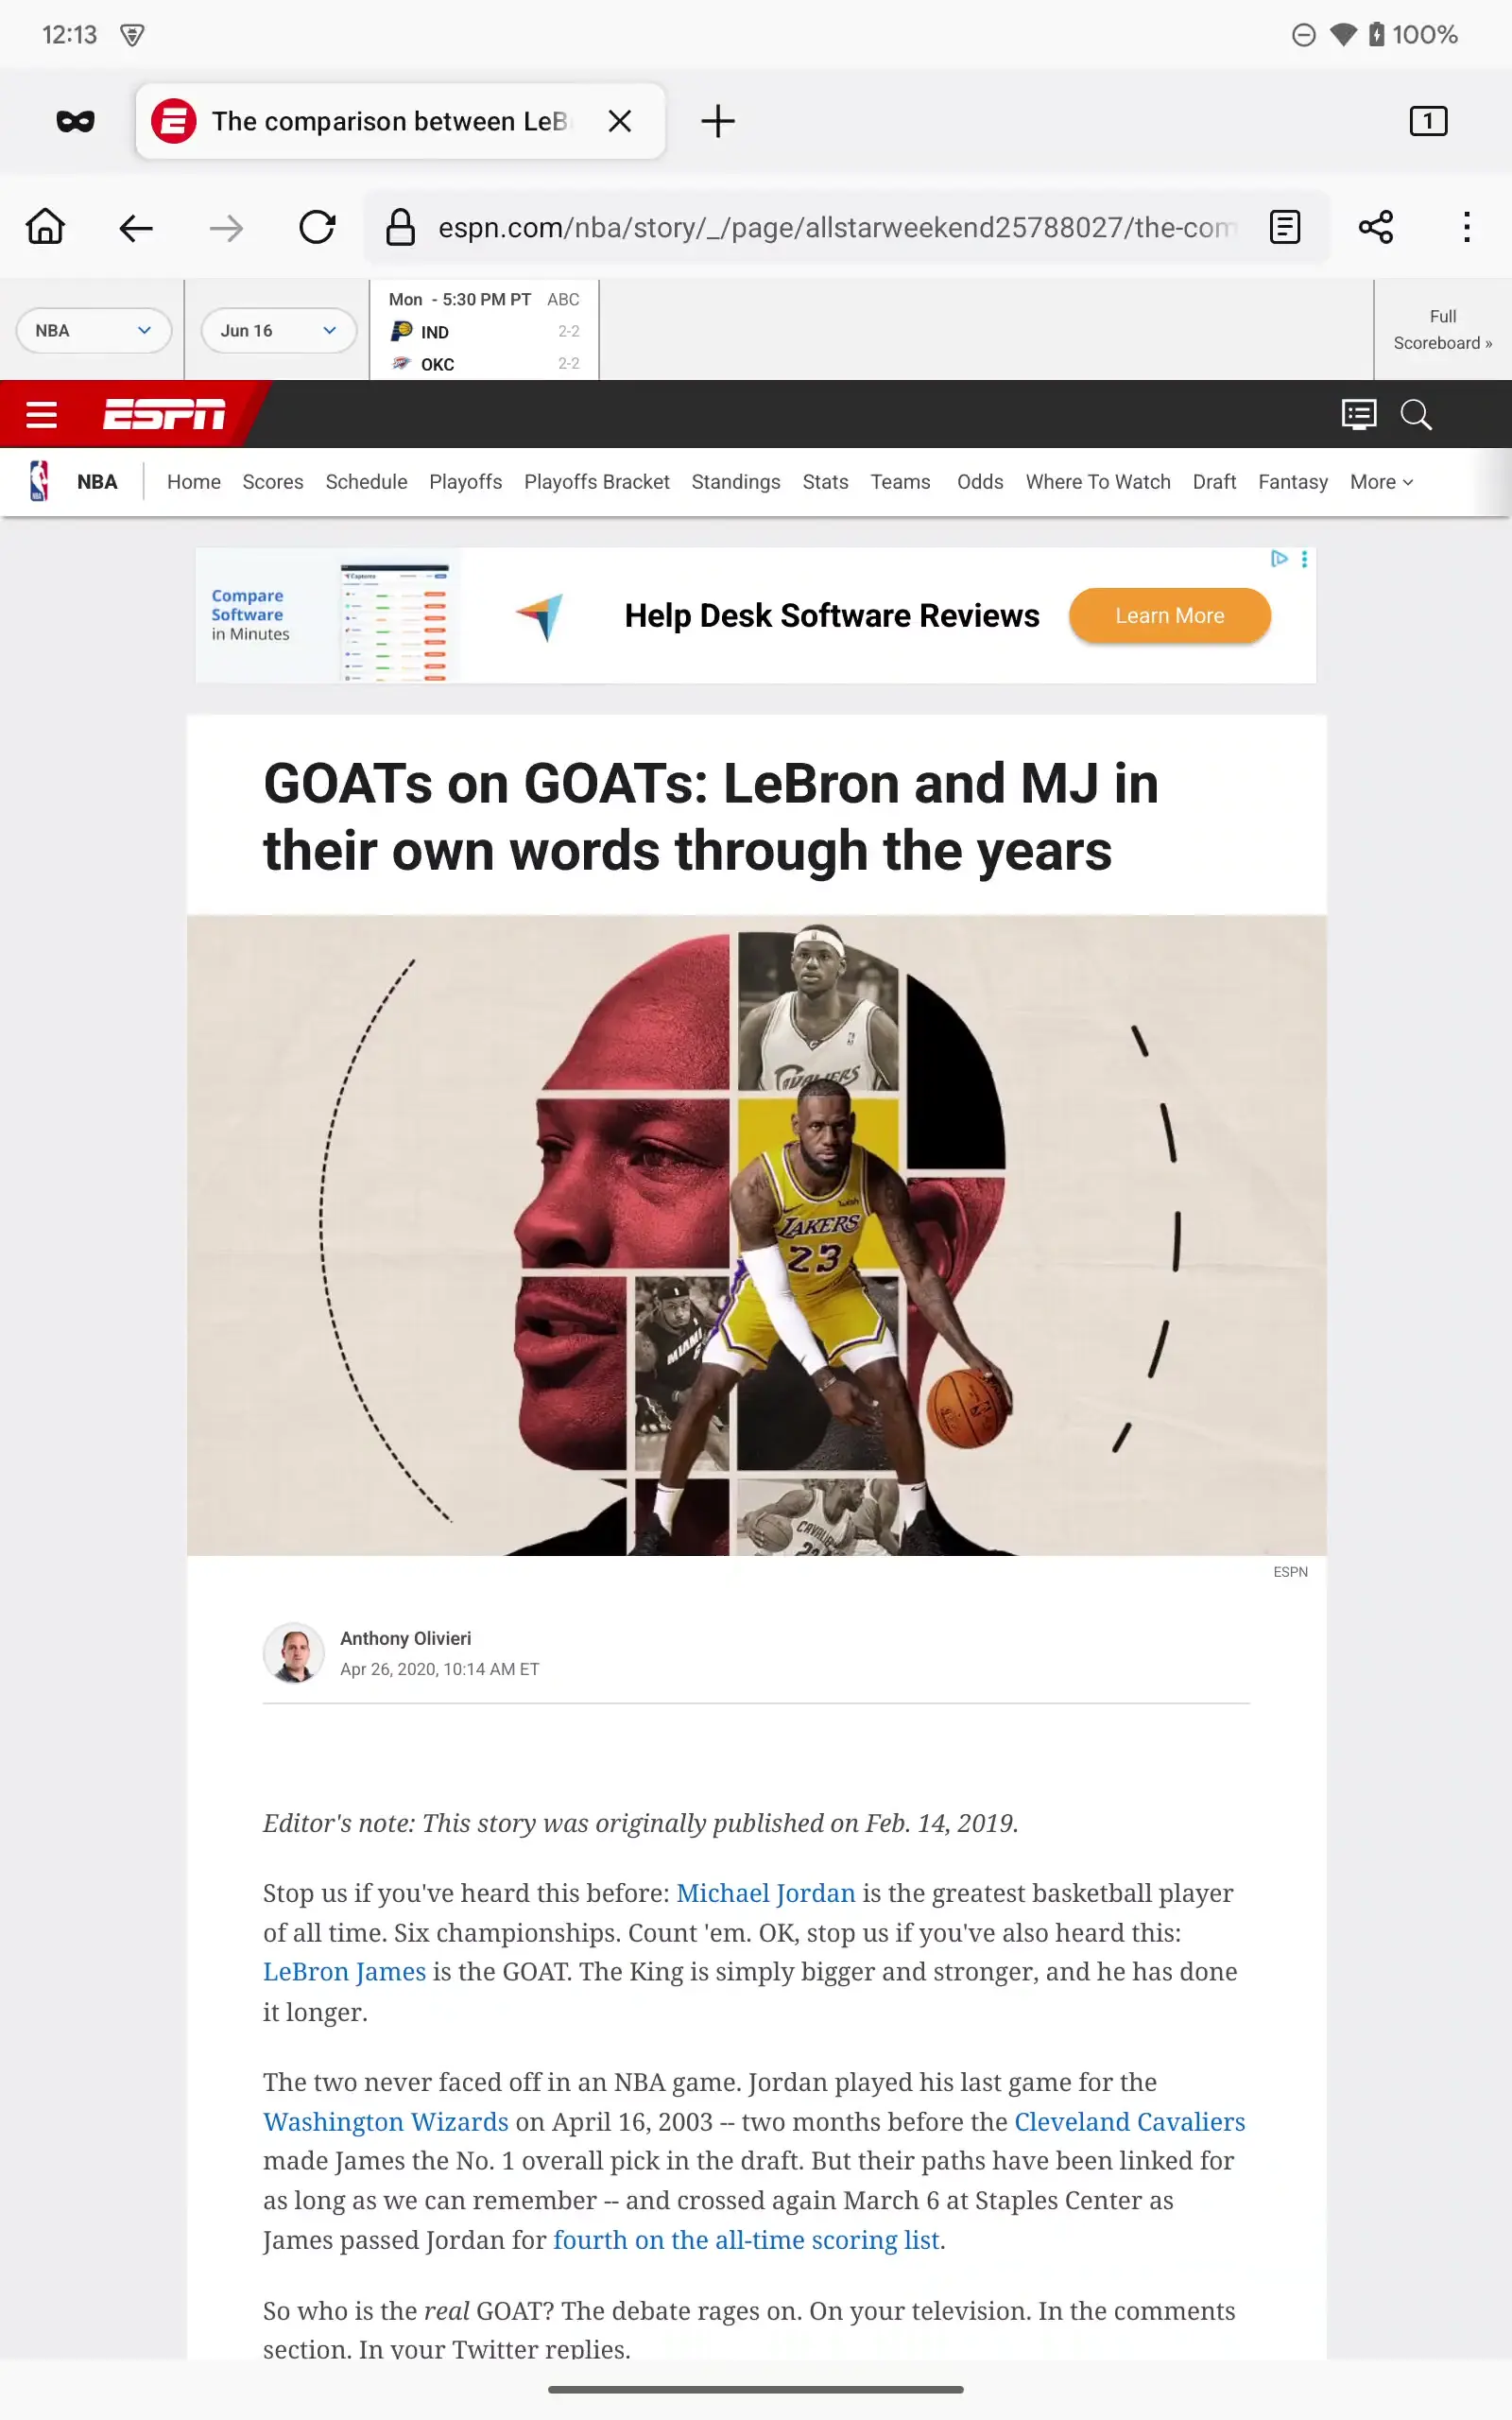 12:13
100%
The comparison between LeB
1
espn.com/nba/story/_/page/allstarweekend25788027/the-com
NBA
Jun 16
Mon - 5:30 PM PT ABC
IND 2-2
OKC 2-2
Full
Scoreboard »
ESPN
NBA Home Scores Schedule Playoffs Playoffs Bracket Standings Stats Teams Odds Where To Watch Draft Fantasy More
Compare
Software
in Minutes
Capterra
Help Desk Software Reviews
Learn More
GOATs on GOATs: LeBron and MJ in
their own words through the years
CAVALIERS
LAKERS
23
MIAMI
CAVALIERS
23
ESPN
Anthony Olivieri
Apr 26, 2020, 10:14 AM ET
Editor's note: This story was originally published on Feb. 14, 2019.
Stop us if you've heard this before: Michael Jordan is the greatest basketball player
of all time. Six championships. Count 'em. OK, stop us if you've also heard this:
LeBron James is the GOAT. The King is simply bigger and stronger, and he has done
it longer.
The two never faced off in an NBA game. Jordan played his last game for the
Washington Wizards on April 16, 2003 -- two months before the Cleveland Cavaliers
made James the No. 1 overall pick in the draft. But their paths have been linked for
as long as we can remember -- and crossed again March 6 at Staples Center as
James passed Jordan for fourth on the all-time scoring list.
So who is the real GOAT? The debate rages on. On your television. In the comments
section. In your Twitter replies.